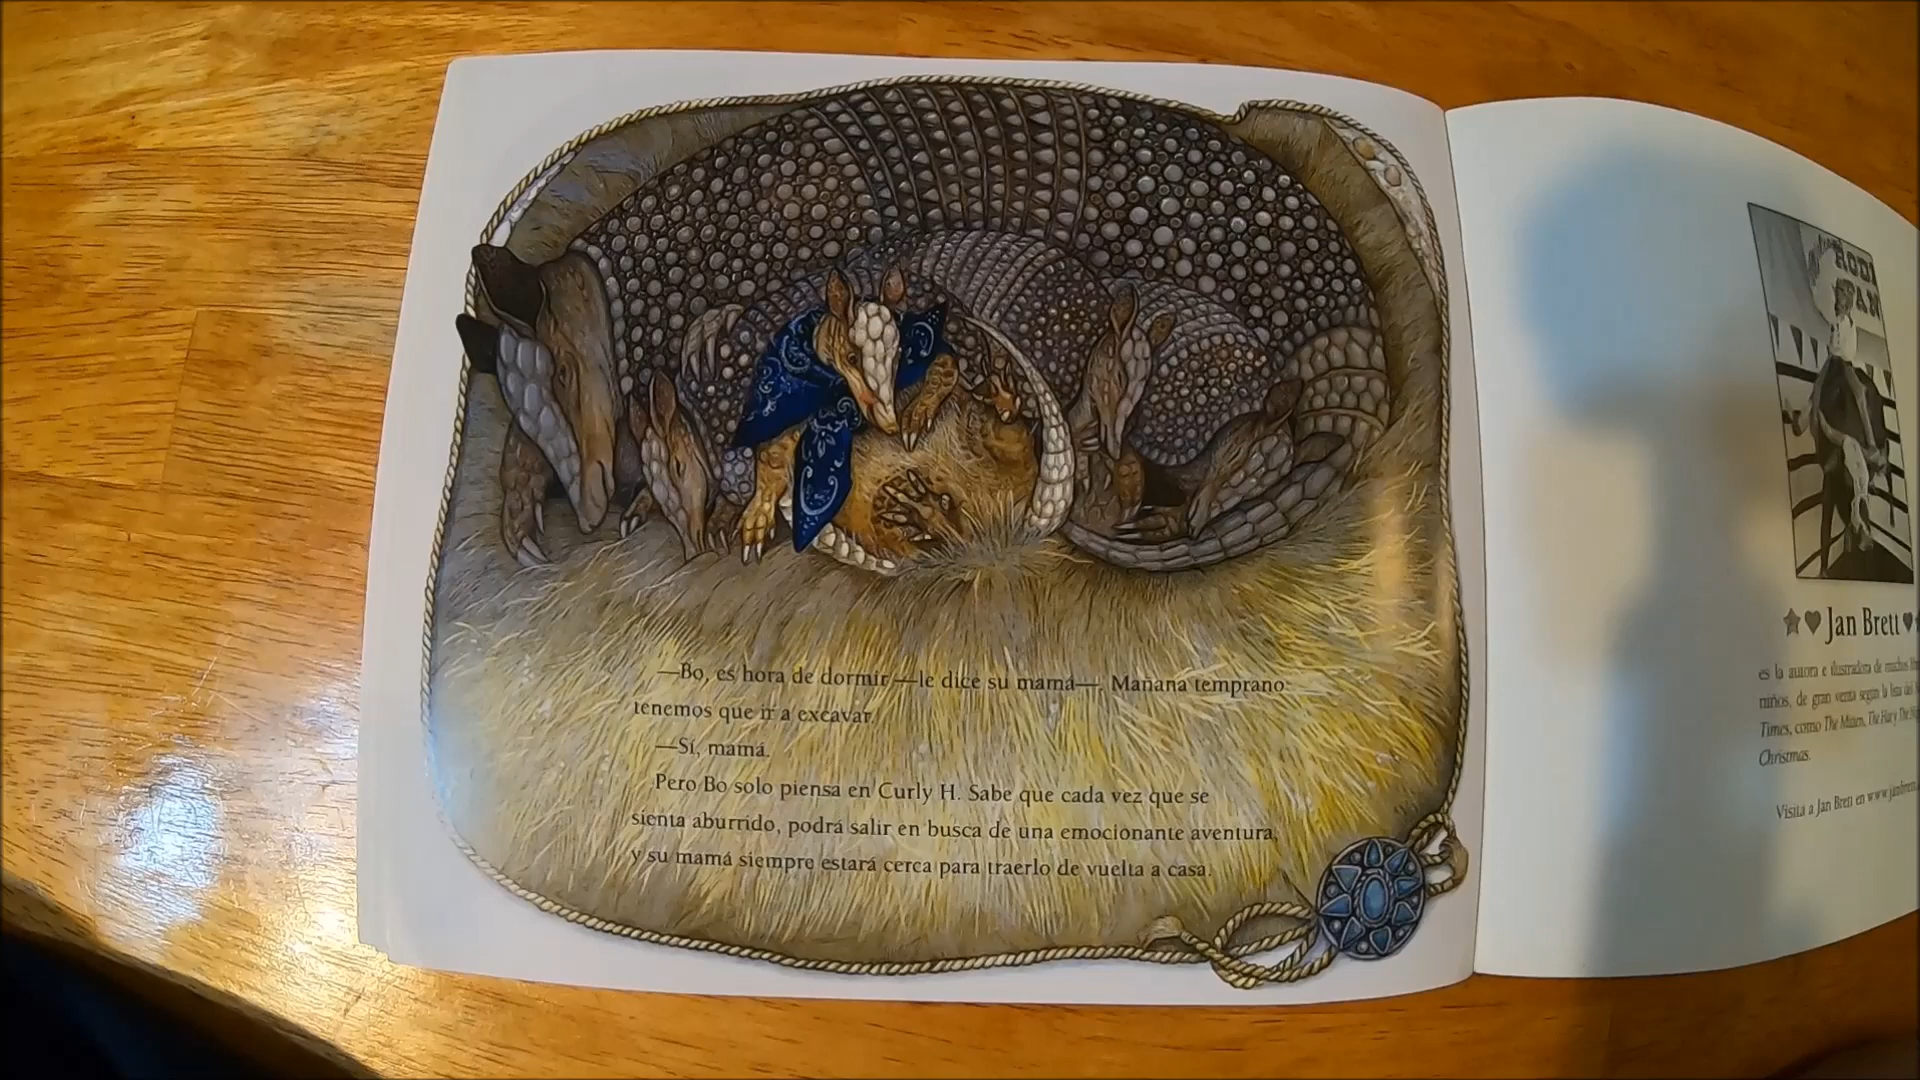 —Bo, es hora de dormir —le dice su mamá—. Mañana temprano
tenemos que ir a excavar.
—Sí, mamá.
Pero Bo solo piensa en Curly H. Sabe que cada vez que se
sienta aburrido, podrá salir en busca de una emocionante aventura,
y su mamá siempre estará cerca para traerlo de vuelta a casa.
Jan Brett
es la autora e ilustradora de muchos
niños, de gran venta según la lista del
Times, como The Mitten, The Hat y The
Christmas.
Visita a Jan Brett en